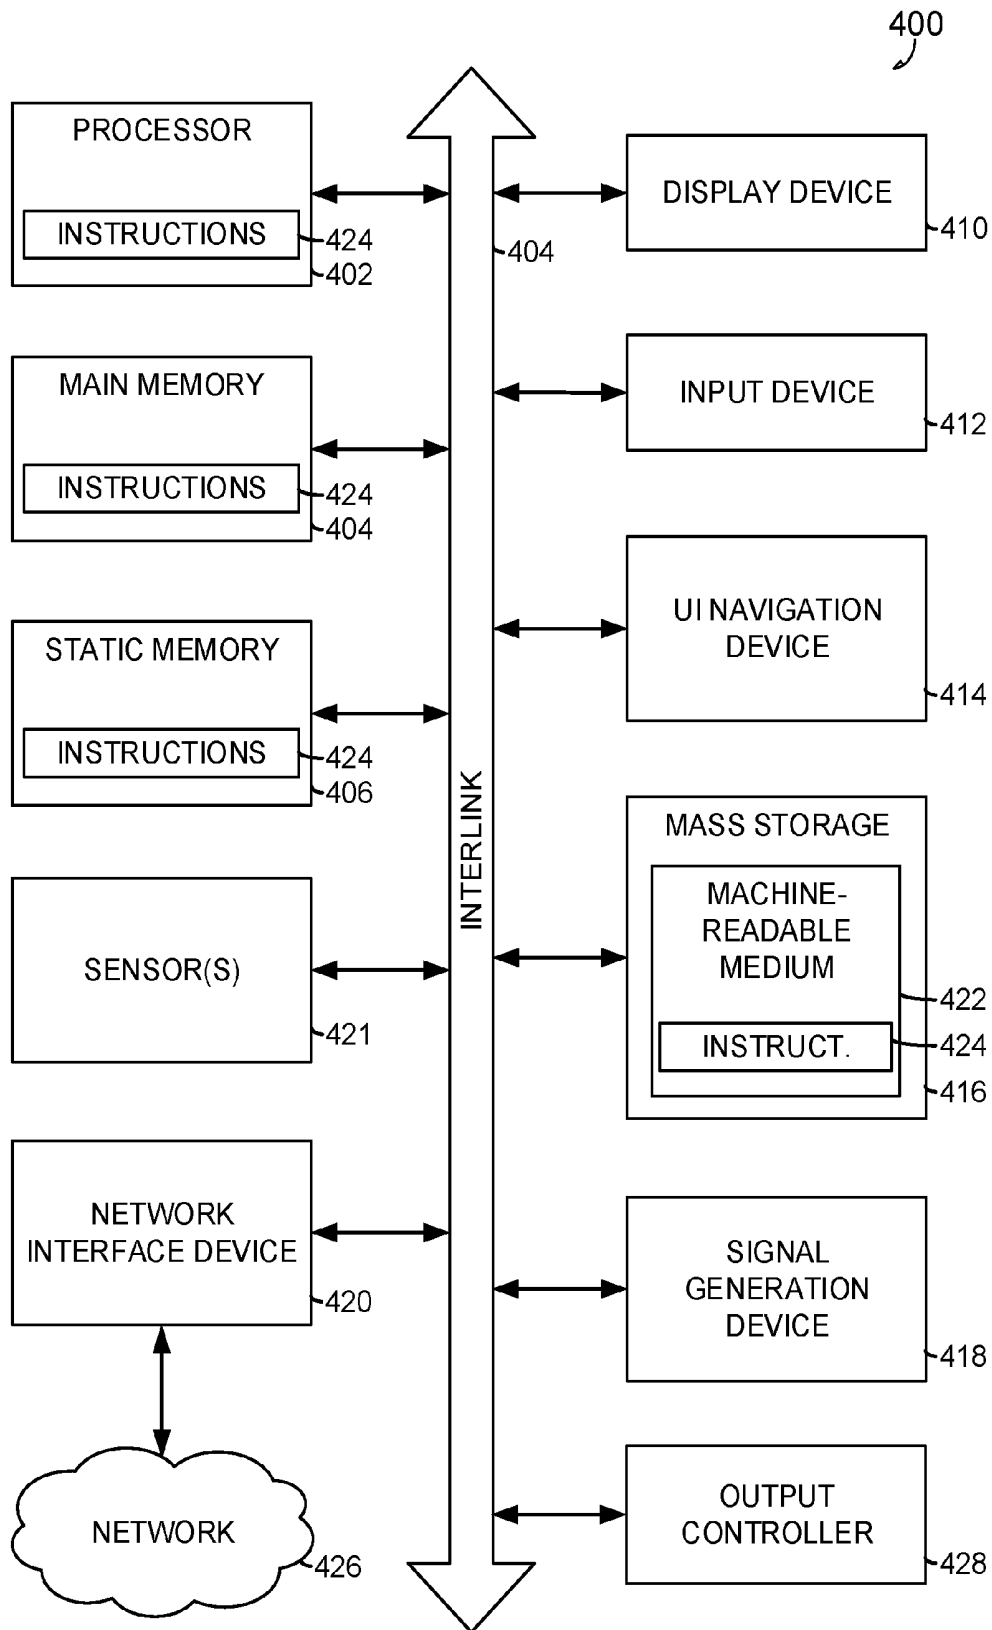 400
PROCESSOR
INSTRUCTIONS
424
402
MAIN MEMORY
INSTRUCTIONS
424
404
STATIC MEMORY
INSTRUCTIONS
424
406
SENSOR(S)
421
NETWORK
INTERFACE DEVICE
420
NETWORK
426
INTERLINK
404
DISPLAY DEVICE
410
INPUT DEVICE
412
UI NAVIGATION
DEVICE
414
MASS STORAGE
MACHINE-
READABLE
MEDIUM
422
INSTRUCT.
424
416
SIGNAL
GENERATION
DEVICE
418
OUTPUT
CONTROLLER
428